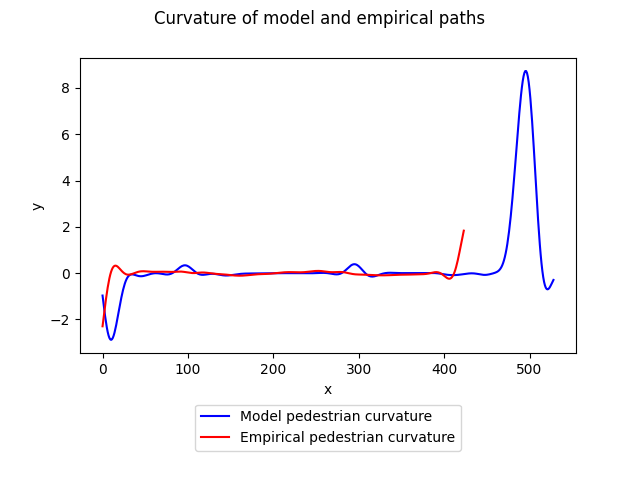 Curvature of model and empirical paths
8
6
4
2
0
−2
y
0 100 200 300 400 500
x
Model pedestrian curvature
Empirical pedestrian curvature